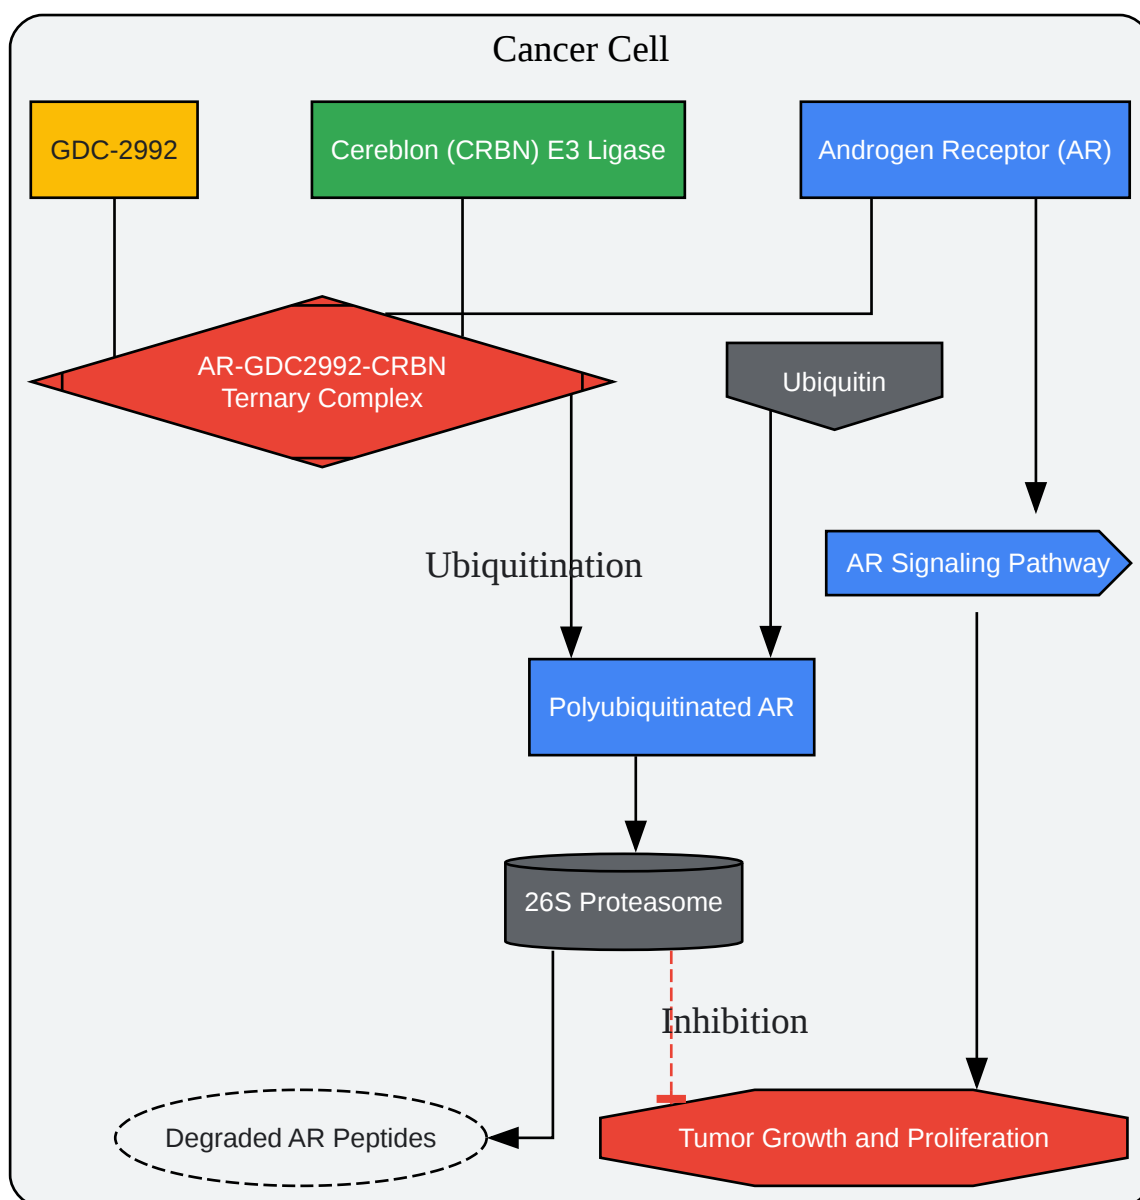 Cancer Cell
GDC-2992
Cereblon (CRBN) E3 Ligase
Androgen Receptor (AR)
AR-GDC2992-CRBN
Ternary Complex
Ubiquitin
Ubiquitination
AR Signaling Pathway
Polyubiquitinated AR
26S Proteasome
Inhibition
Degraded AR Peptides
Tumor Growth and Proliferation